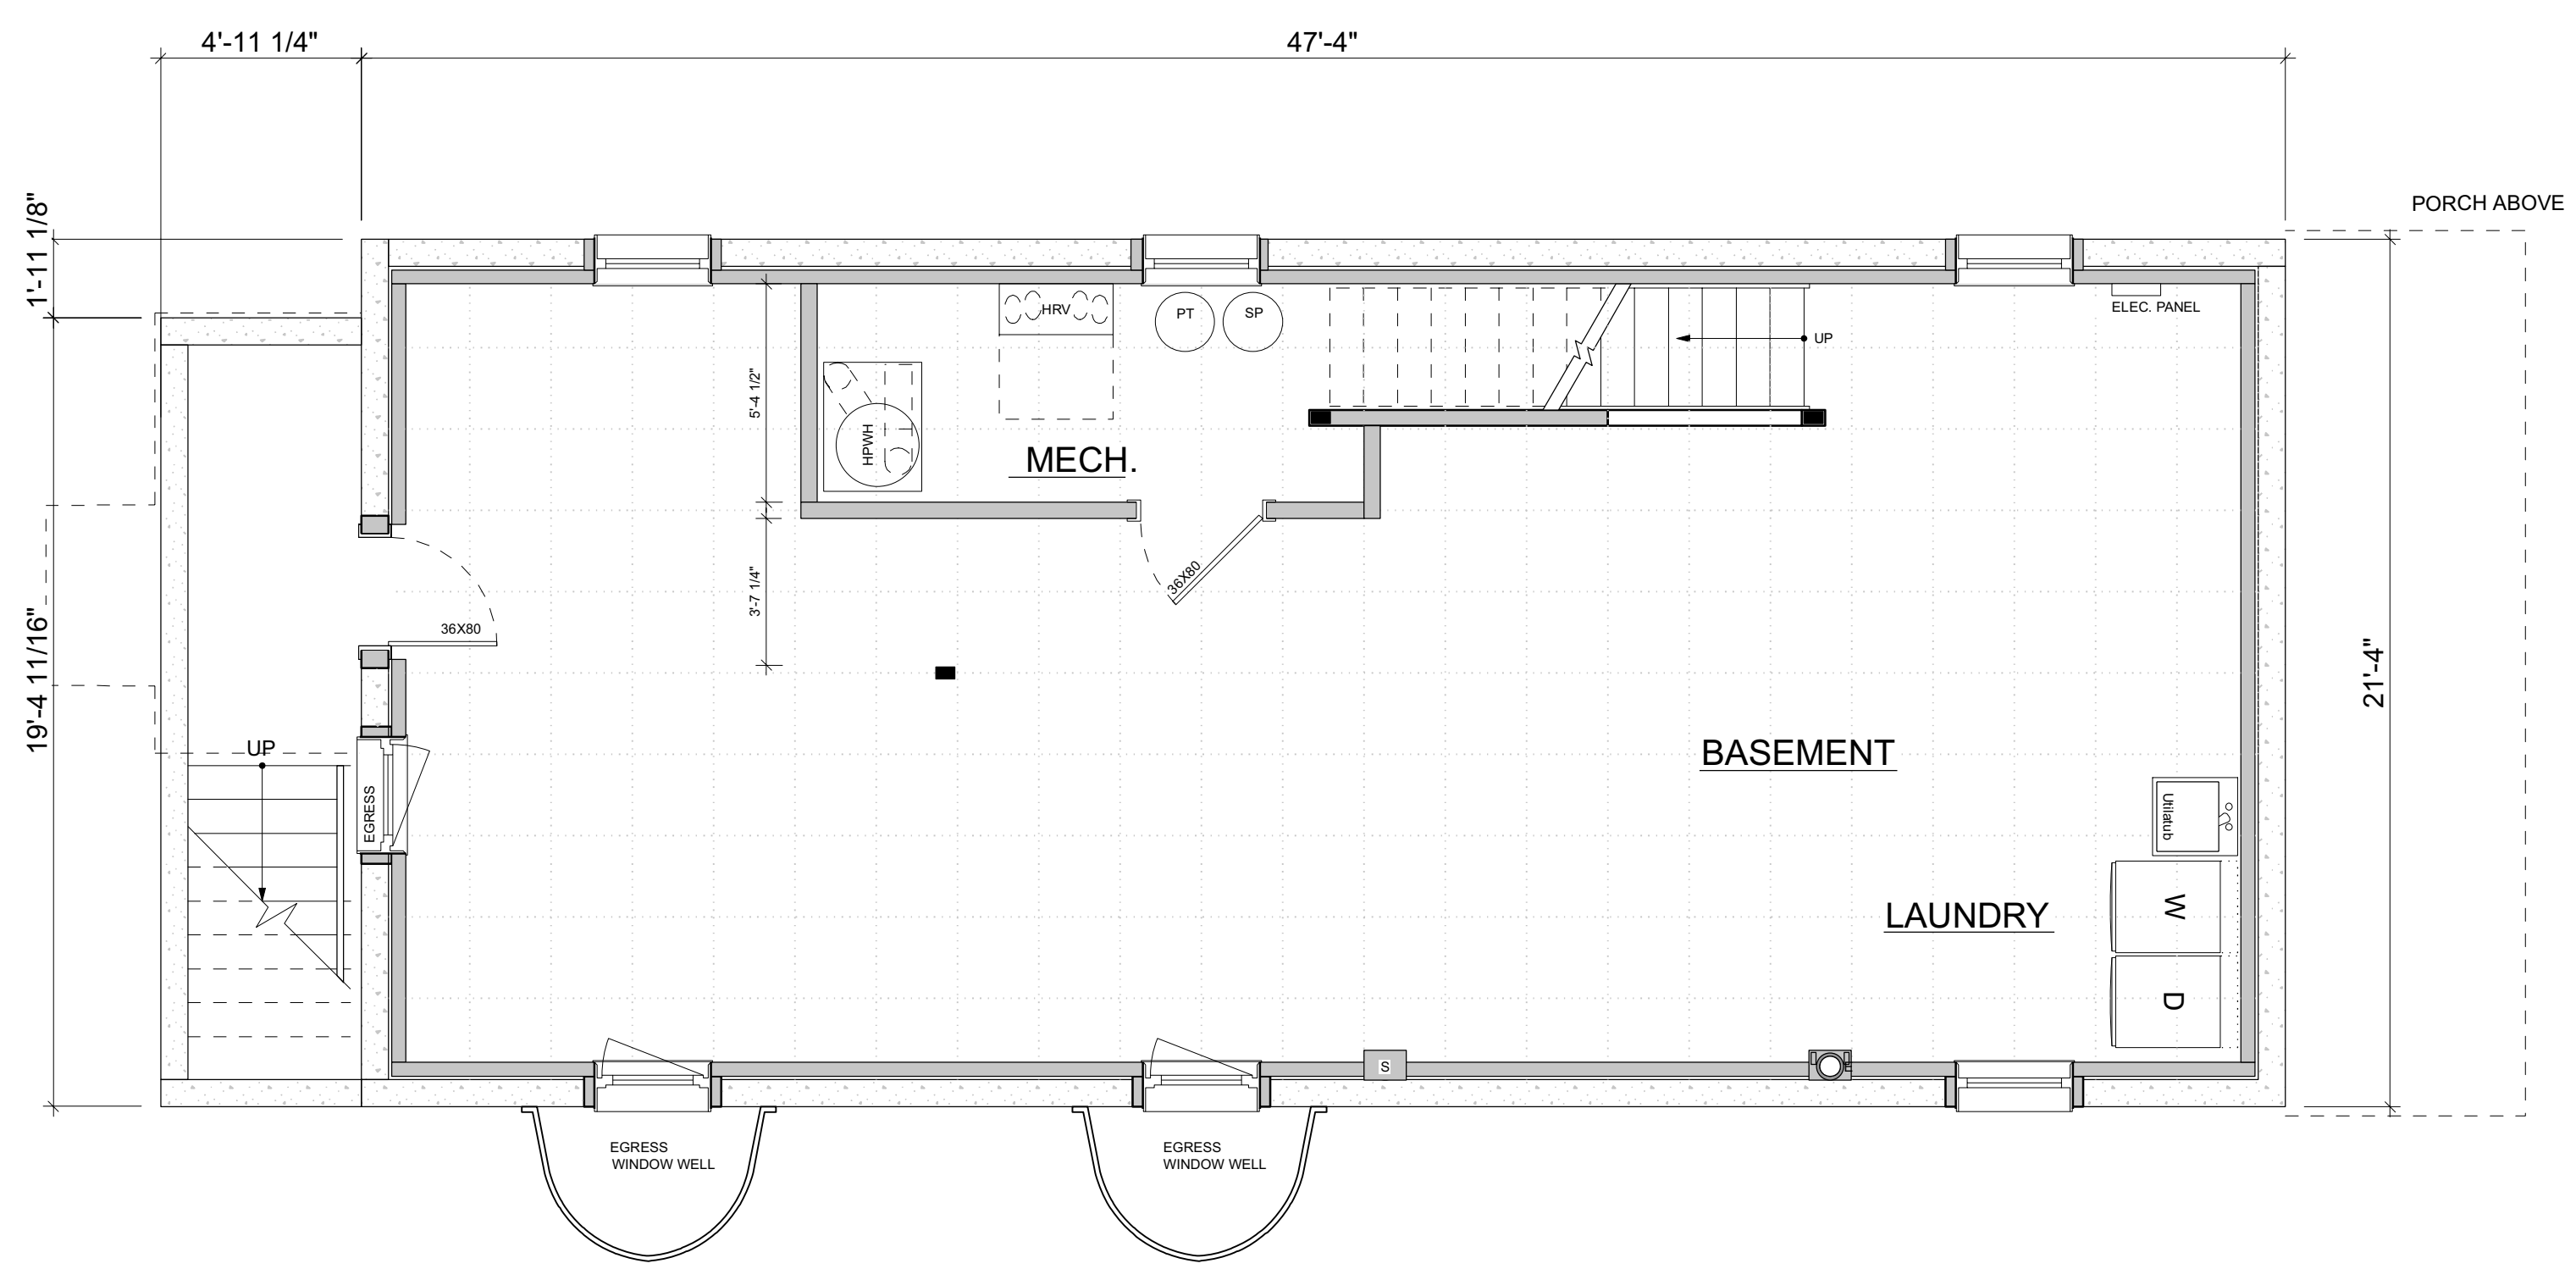 4'-11 1/4"
47'-4"
1'-11 1/8"
PORCH ABOVE
HRV
PT
SP
ELEC. PANEL
UP
5'-4 1/2"
HPWH
MECH.
3'-7 1/4"
36X80
36X80
19'-4 11/16"
21'-4"
UP
BASEMENT
EGRESS
Utilatub
W
LAUNDRY
D
S
EGRESS
WINDOW WELL
EGRESS
WINDOW WELL